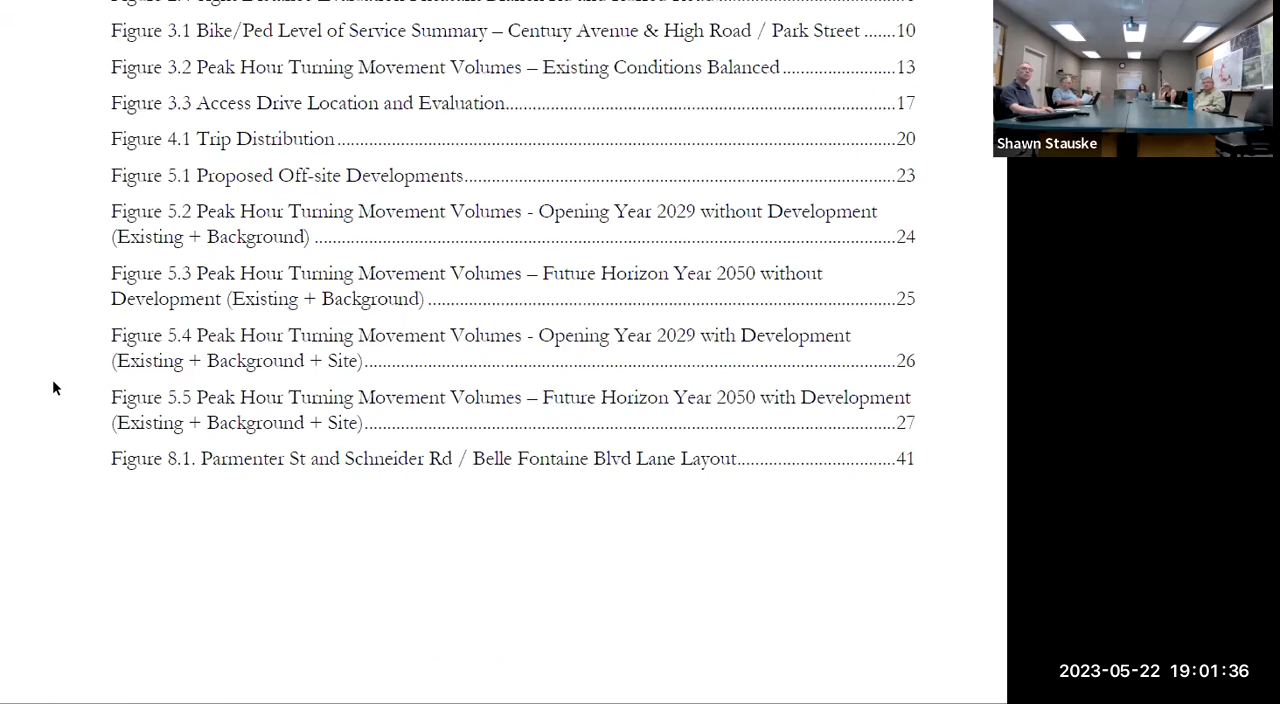 Figure 3.1 Bike/Ped Level of Service Summary – Century Avenue & High Road / Park Street .......10
Figure 3.2 Peak Hour Turning Movement Volumes – Existing Conditions Balanced.......................13
Figure 3.3 Access Drive Location and Evaluation...............................................................................17
Figure 4.1 Trip Distribution.................................................................................................................20
Figure 5.1 Proposed Off-site Developments.......................................................................................23
Figure 5.2 Peak Hour Turning Movement Volumes - Opening Year 2029 without Development
(Existing + Background) .....................................................................................................................24
Figure 5.3 Peak Hour Turning Movement Volumes – Future Horizon Year 2050 without
Development (Existing + Background)..............................................................................................25
Figure 5.4 Peak Hour Turning Movement Volumes - Opening Year 2029 with Development
(Existing + Background + Site)...........................................................................................................26
Figure 5.5 Peak Hour Turning Movement Volumes – Future Horizon Year 2050 with Development
(Existing + Background + Site)...........................................................................................................27
Figure 8.1. Parmenter St and Schneider Rd / Belle Fontaine Blvd Lane Layout................................41
Shawn Stauske
2023-05-22 19:01:36